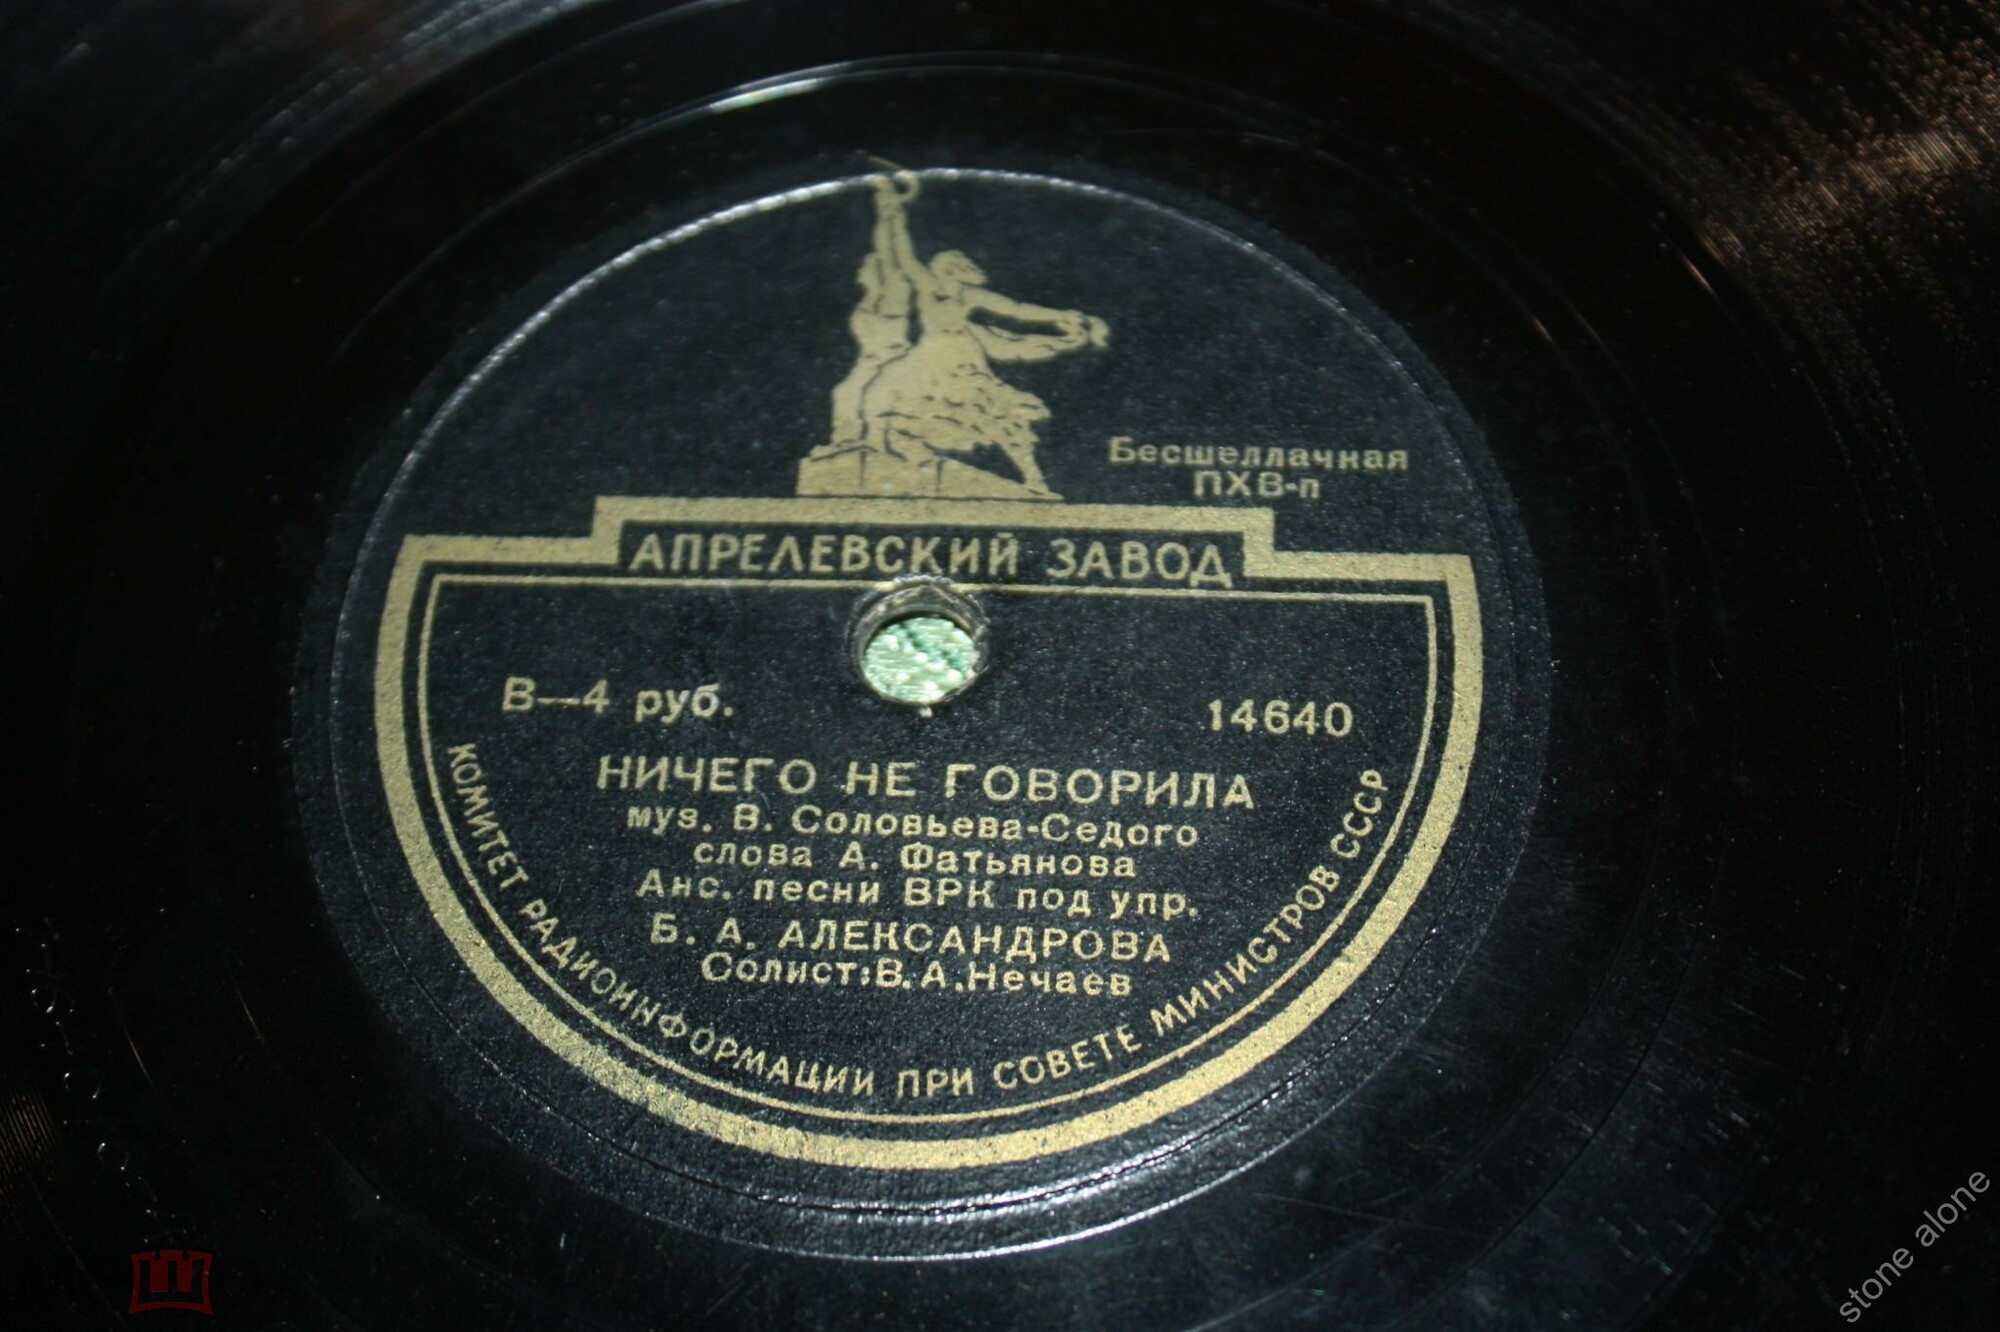 Бесшеллачная
ПХВ-п
АПРЕЛЕВСКИЙ ЗАВОД
В—4 руб.
14640
НИЧЕГО НЕ ГОВОРИЛА
муз. В. Соловьева-Седого
слова А. Фатьянова
Анс. песни ВРК под упр.
Б. А. АЛЕКСАНДРОВА
Солист: В. А. Нечаев
КОМИТЕТ РАДИОИНФОРМАЦИИ ПРИ СОВЕТЕ МИНИСТРОВ СССР
stone alone